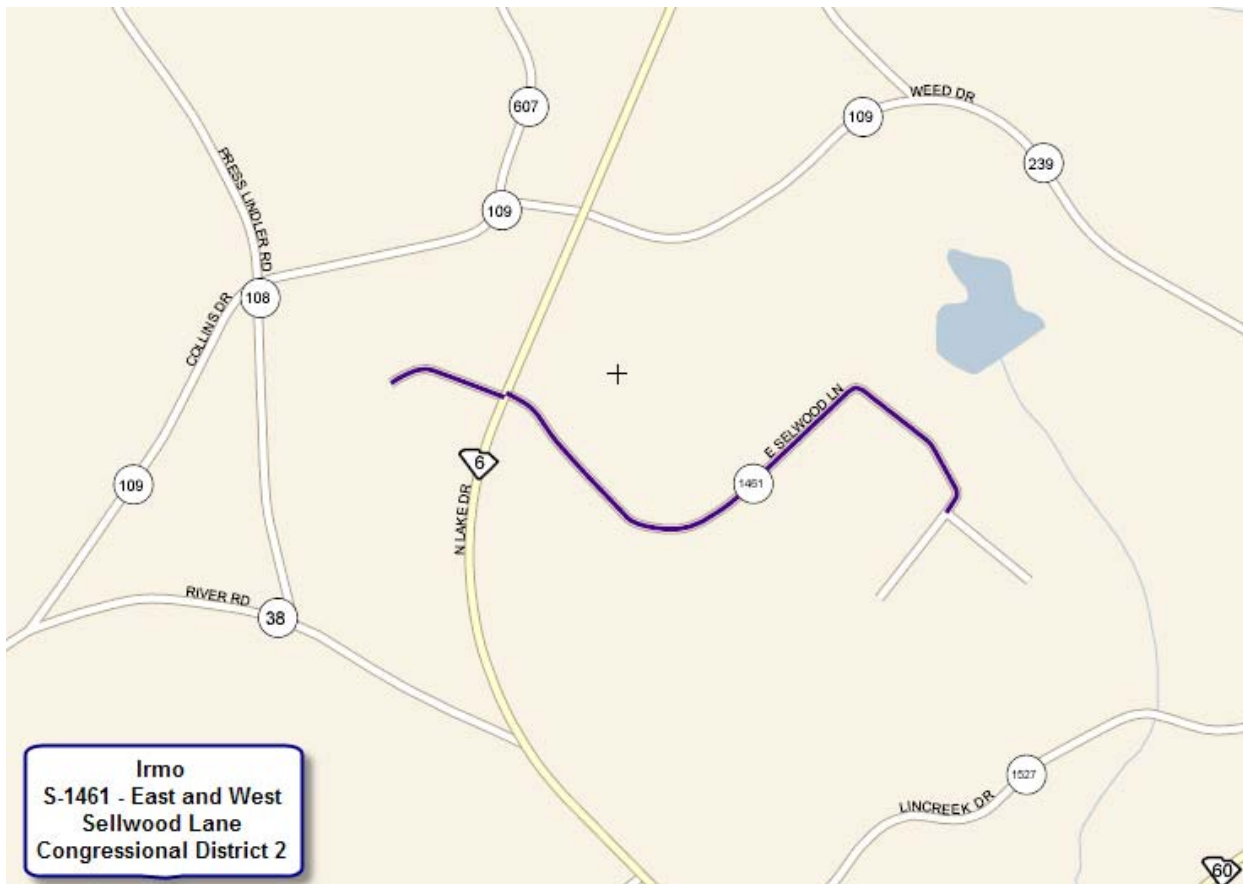 607
WEED DR
109
239
PRESS LINDLER RD
109
108
COLLINS DR
E SELWOOD LN
6
109
1461
N LAKE DR
RIVER RD
38
Irmo
S-1461 - East and West
Sellwood Lane
Congressional District 2
1527
LINCREEK DR
60